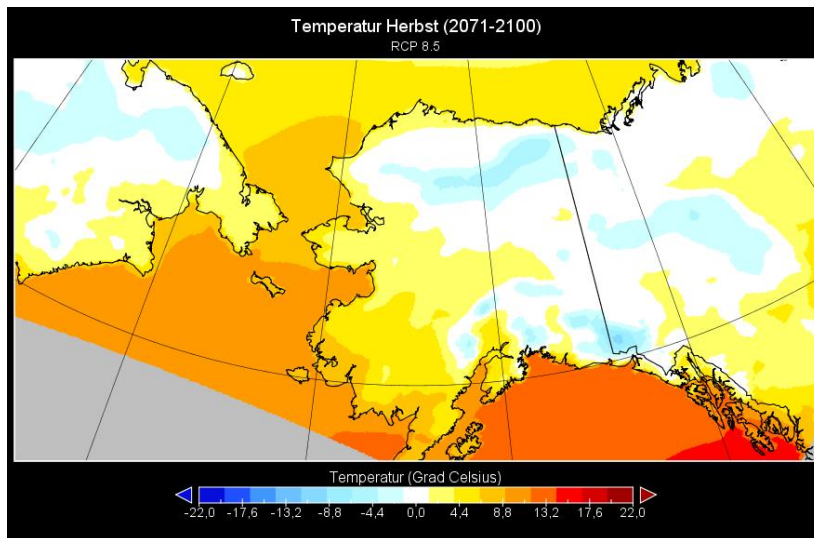 Temperatur Herbst (2071-2100)
RCP 8.5
Temperatur (Grad Celsius)
-22,0 -17,6 -13,2 -8,8 -4,4 0,0 4,4 8,8 13,2 17,6 22,0